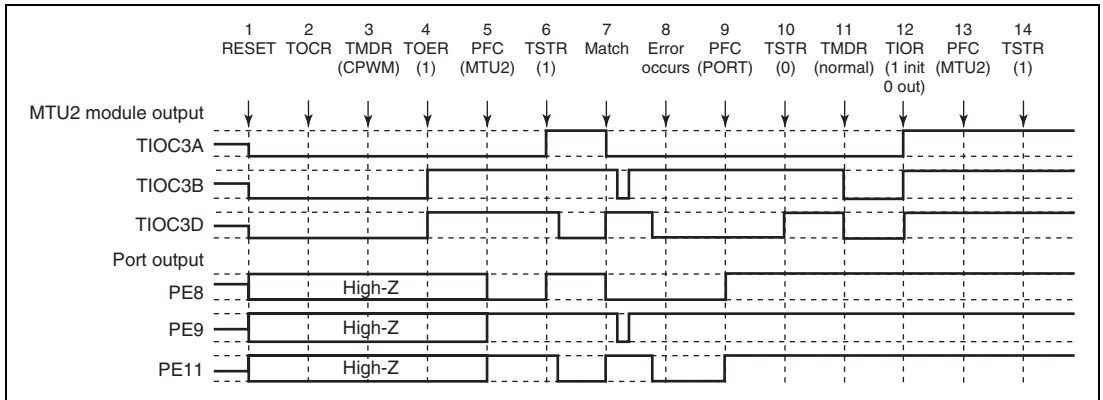 1 2 3 4 5 6 7 8 9 10 11 12 13 14
RESET TOCR TMDR TOER PFC TSTR Match Error PFC TSTR TMDR TIOR PFC TSTR
(CPWM) (1) (MTU2) (1) occurs (PORT) (0) (normal) (1 init (MTU2) (1)
0 out)
MTU2 module output
TIOC3A
TIOC3B
TIOC3D
Port output
PE8 High-Z
PE9 High-Z
PE11 High-Z